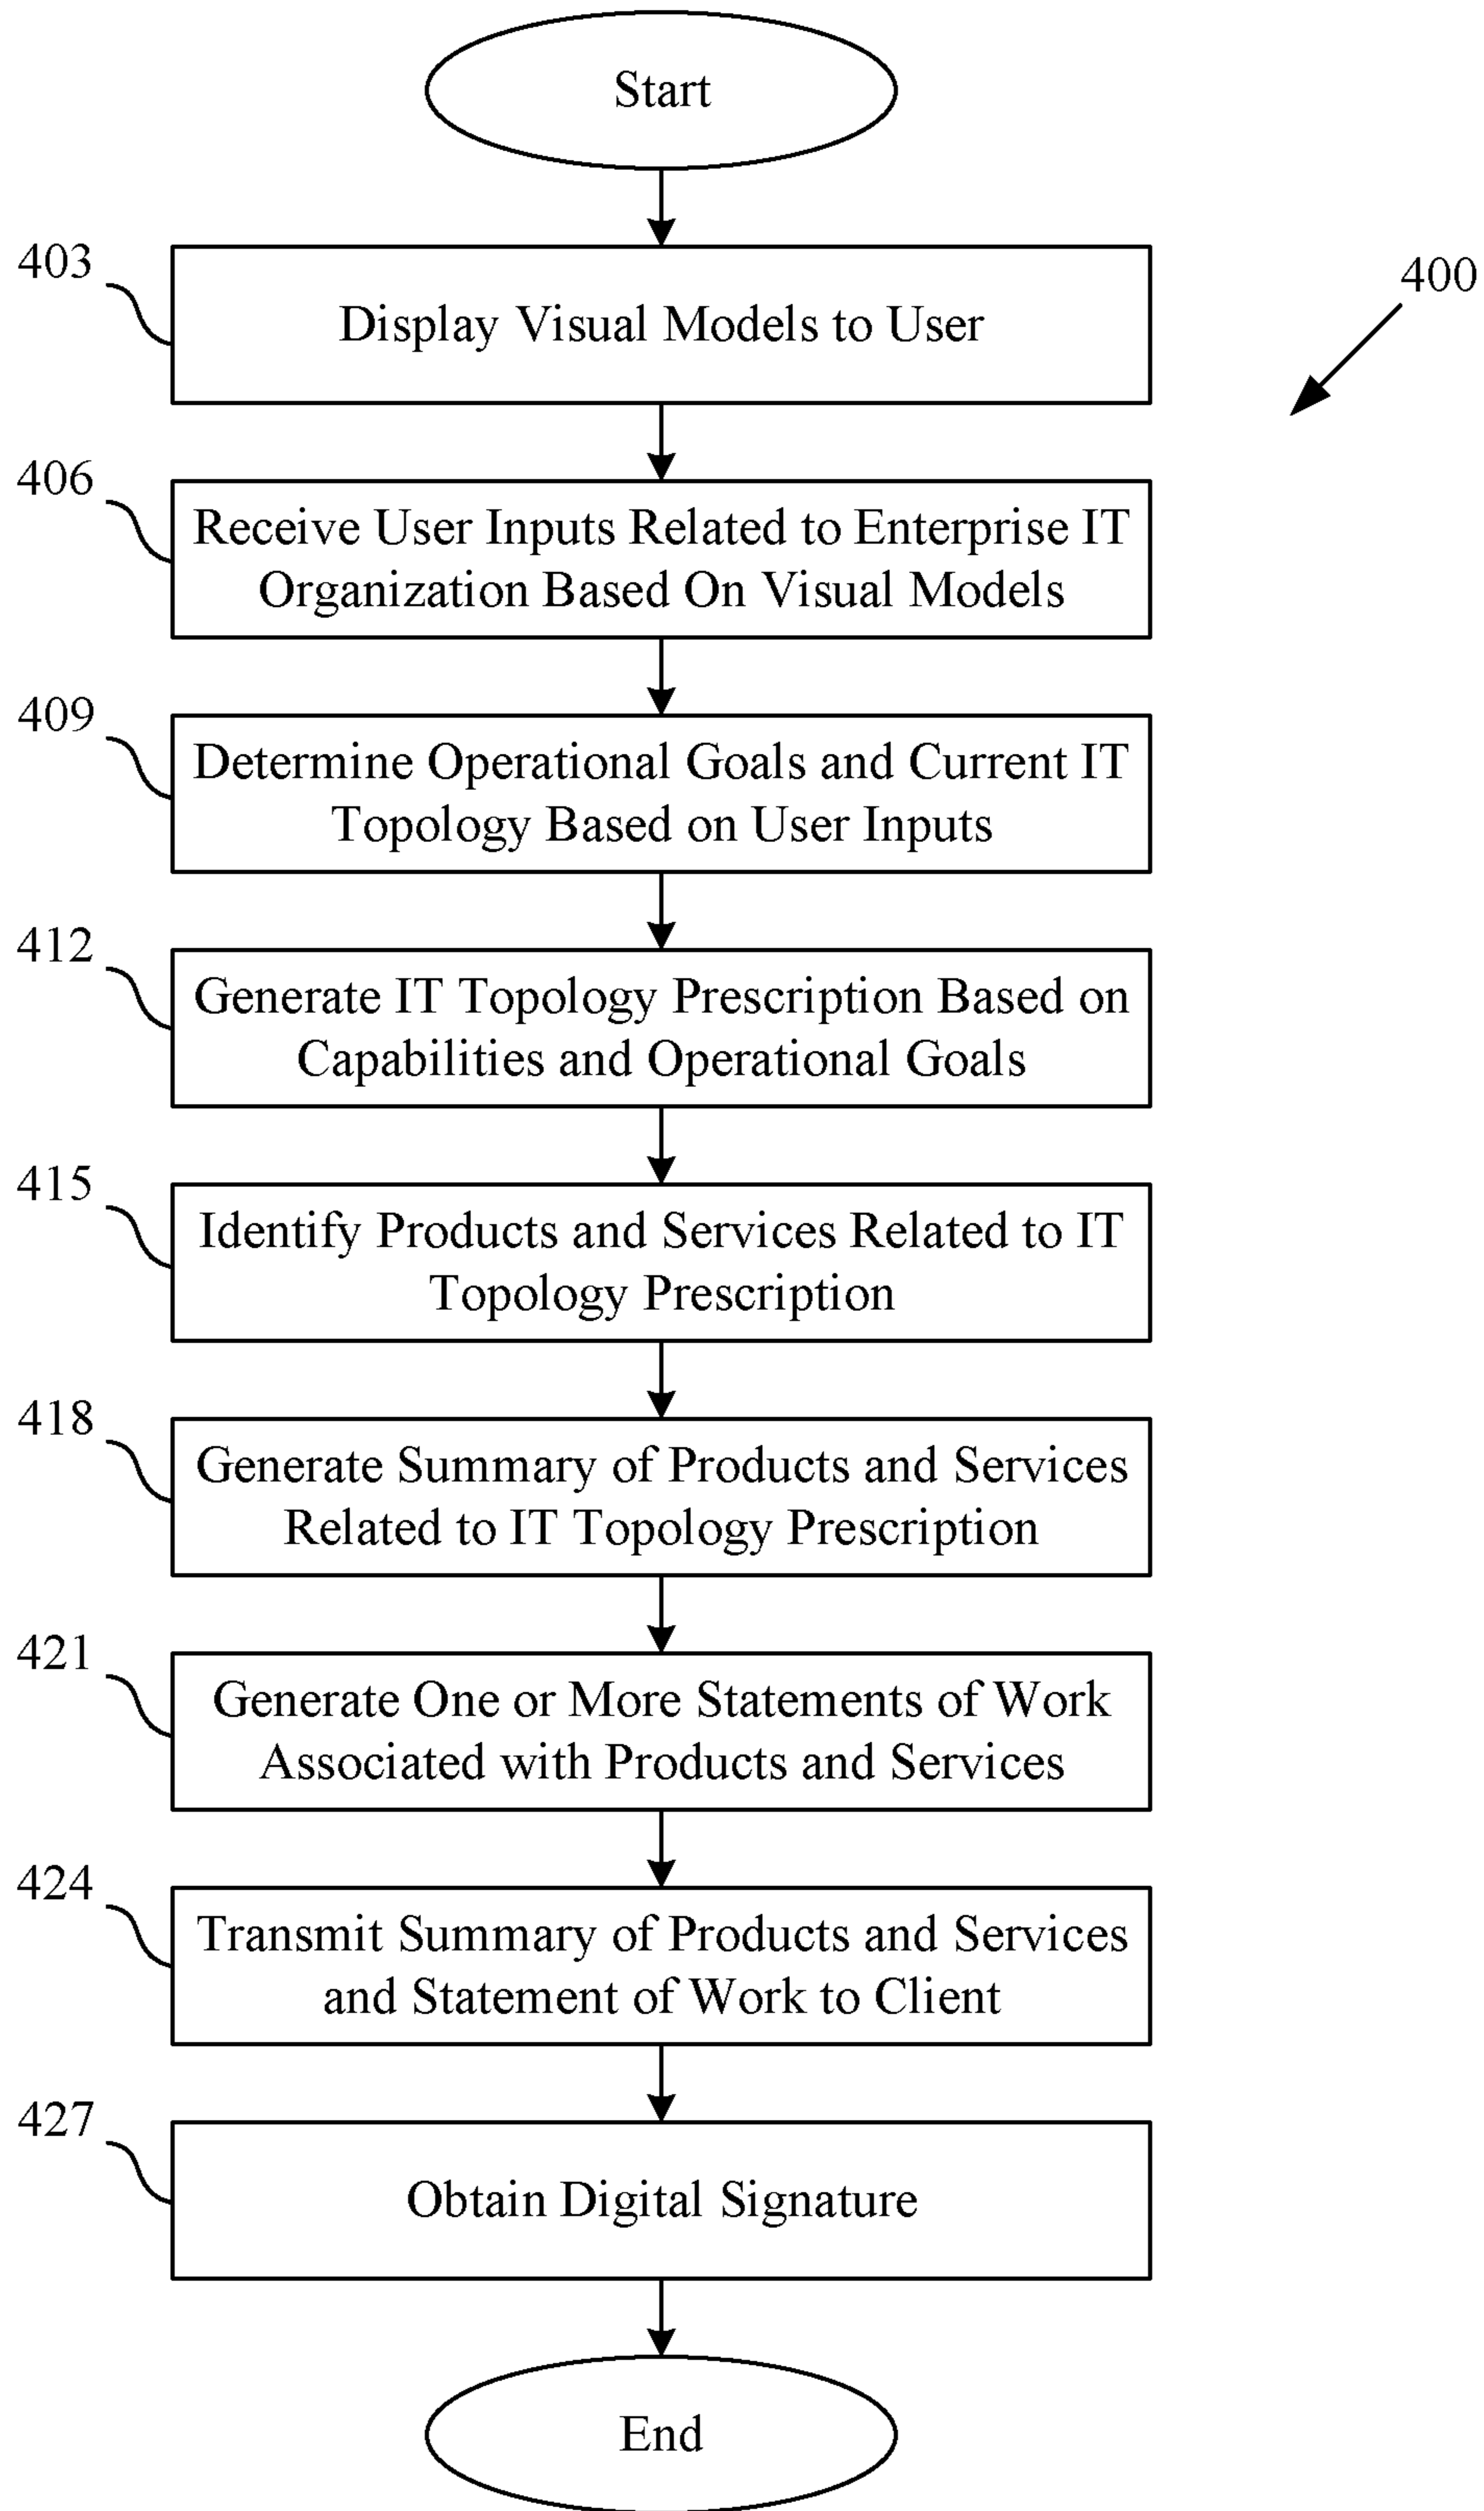 Start
403
400
Display Visual Models to User
406
Receive User Inputs Related to Enterprise IT
Organization Based On Visual Models
409
Determine Operational Goals and Current IT
Topology Based on User Inputs
412
Generate IT Topology Prescription Based on
Capabilities and Operational Goals
415
Identify Products and Services Related to IT
Topology Prescription
418
Generate Summary of Products and Services
Related to IT Topology Prescription
421
Generate One or More Statements of Work
Associated with Products and Services
424
Transmit Summary of Products and Services
and Statement of Work to Client
427
Obtain Digital Signature
End